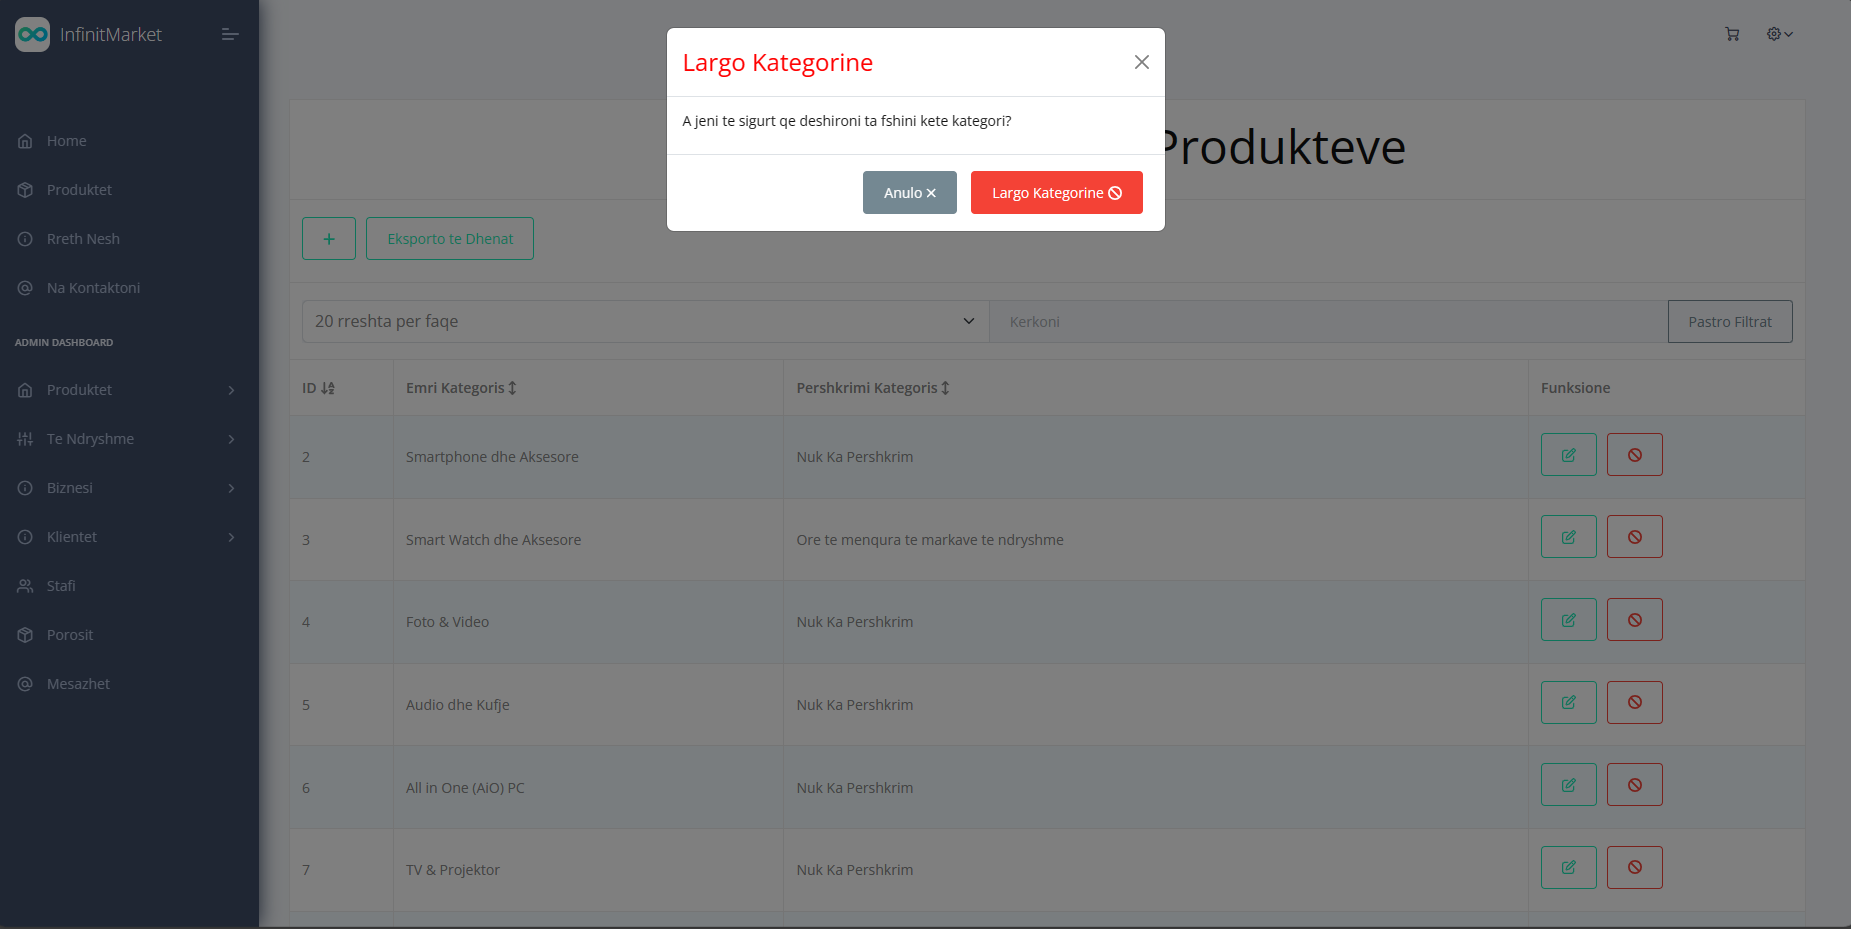 InfinitMarket
Home
Produktet
Rreth Nesh
Na Kontaktoni
ADMIN DASHBOARD
Produktet
Te Ndryshme
Biznesi
Klientet
Stafi
Porosit
Mesazhet
Largo Kategorine
A jeni te sigurt qe deshironi ta fshini kete kategori?
Anulo
Largo Kategorine
Produkteve
+ Eksporto te Dhenat
20 rreshta per faqe Kerkoni Pastro Filtrat
ID Emri Kategoris Pershkrimi Kategoris Funksione
2 Smartphone dhe Aksesore Nuk Ka Pershkrim
3 Smart Watch dhe Aksesore Ore te menqura te markave te ndryshme
4 Foto & Video Nuk Ka Pershkrim
5 Audio dhe Kufje Nuk Ka Pershkrim
6 All in One (AiO) PC Nuk Ka Pershkrim
7 TV & Projektor Nuk Ka Pershkrim